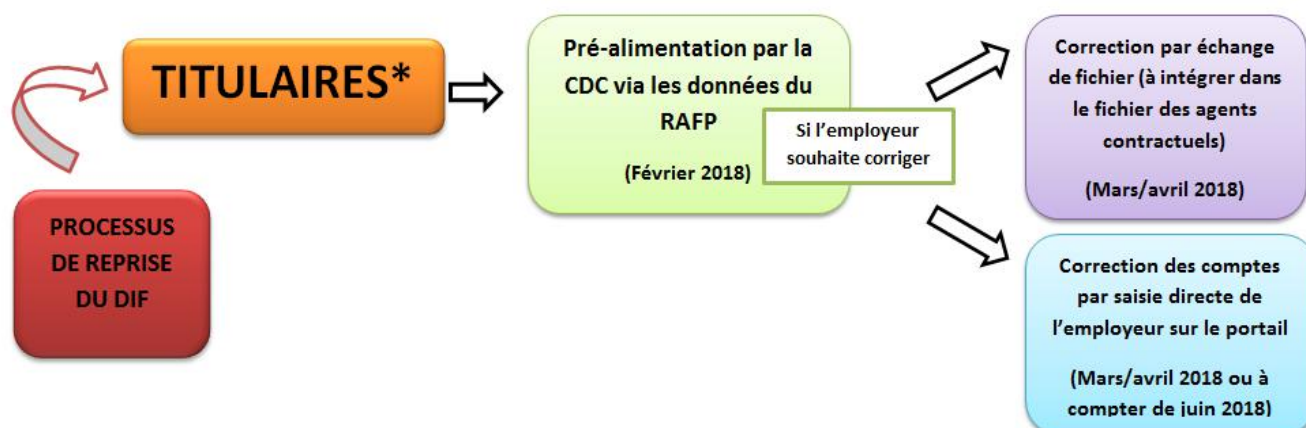 PROCESSUS
DE REPRISE
DU DIF
TITULAIRES*
Pré-alimentation par la
CDC via les données du
RAFP
(Février 2018)
Si l'employeur
souhaite corriger
Correction par échange
de fichier (à intégrer dans
le fichier des agents
contractuels)
(Mars/avril 2018)
Correction des comptes
par saisie directe de
l'employeur sur le portail
(Mars/avril 2018 ou à
compter de juin 2018)